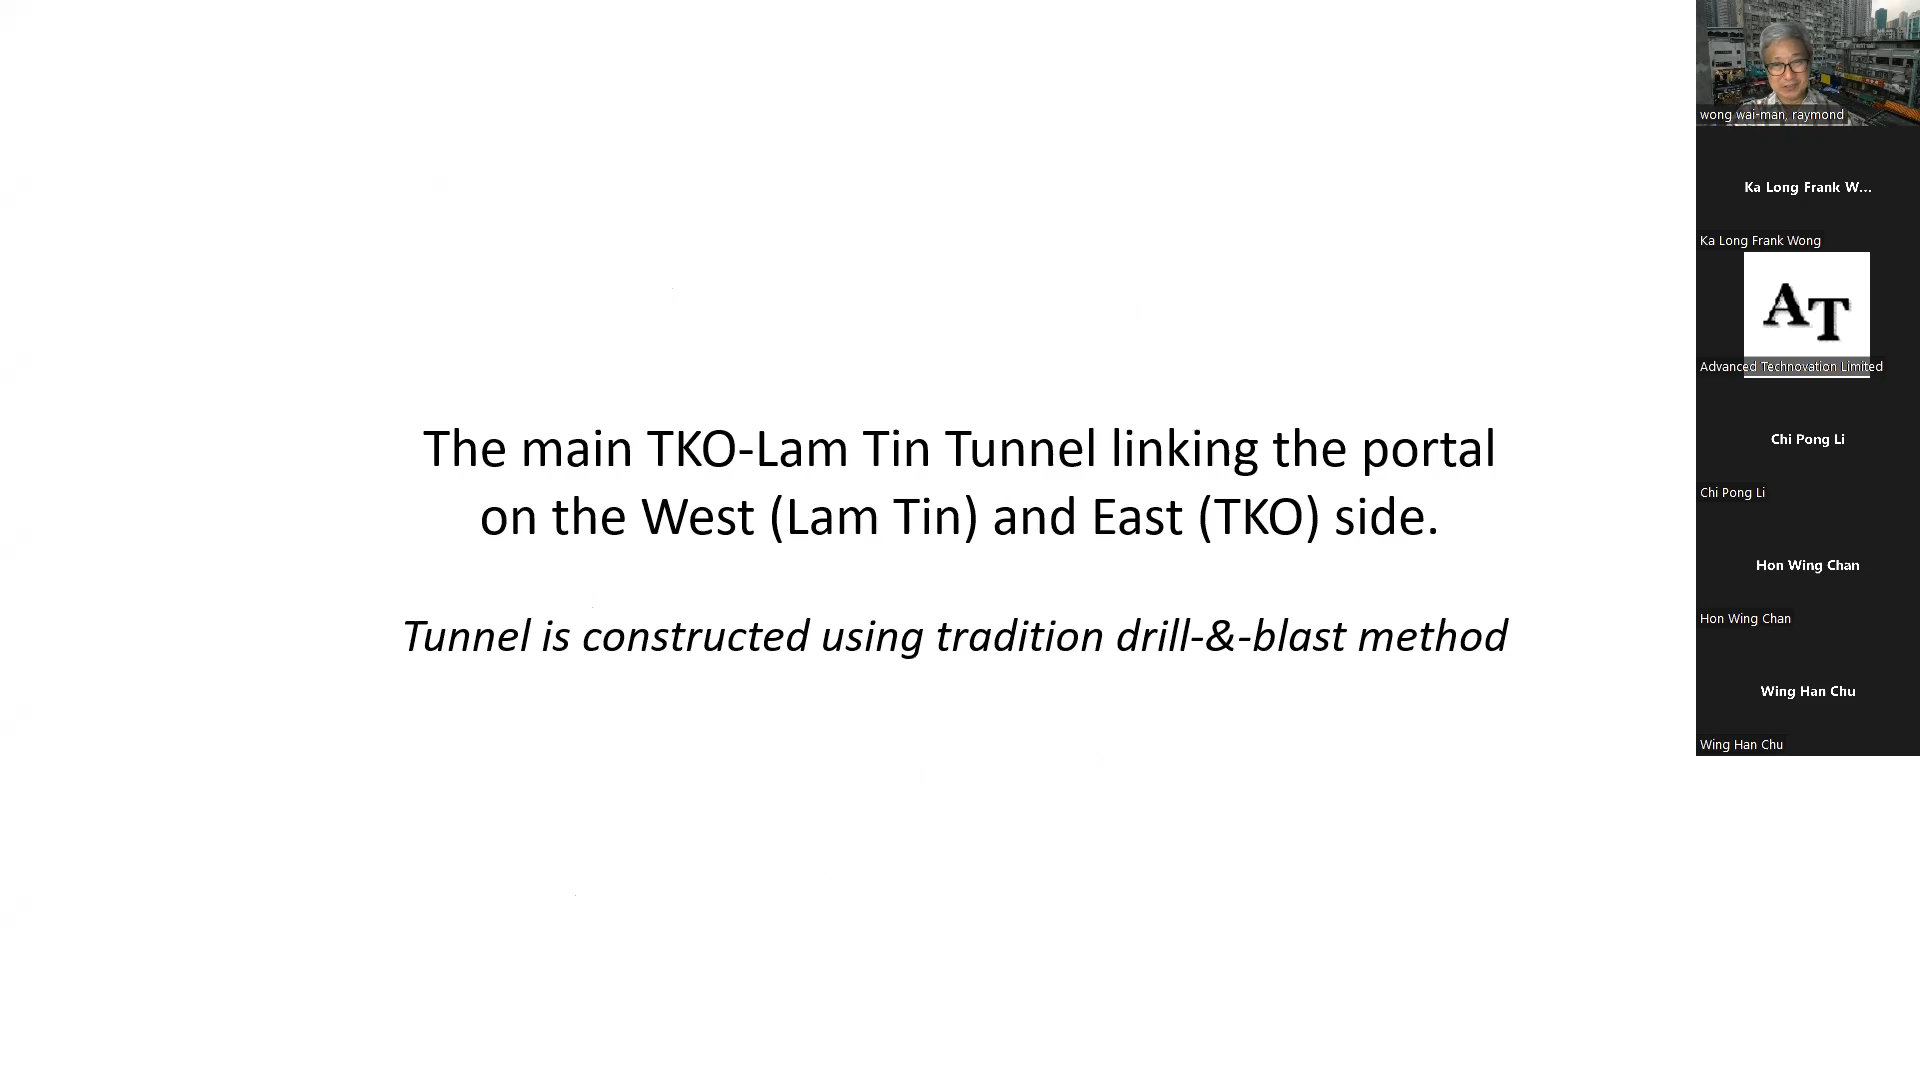 The main TKO-Lam Tin Tunnel linking the portal
on the West (Lam Tin) and East (TKO) side.
Tunnel is constructed using tradition drill-&-blast method
wong wai-man, raymond
Ka Long Frank W...
Ka Long Frank Wong
AT
Advanced Technovation Limited
Chi Pong Li
Chi Pong Li
Hon Wing Chan
Hon Wing Chan
Wing Han Chu
Wing Han Chu